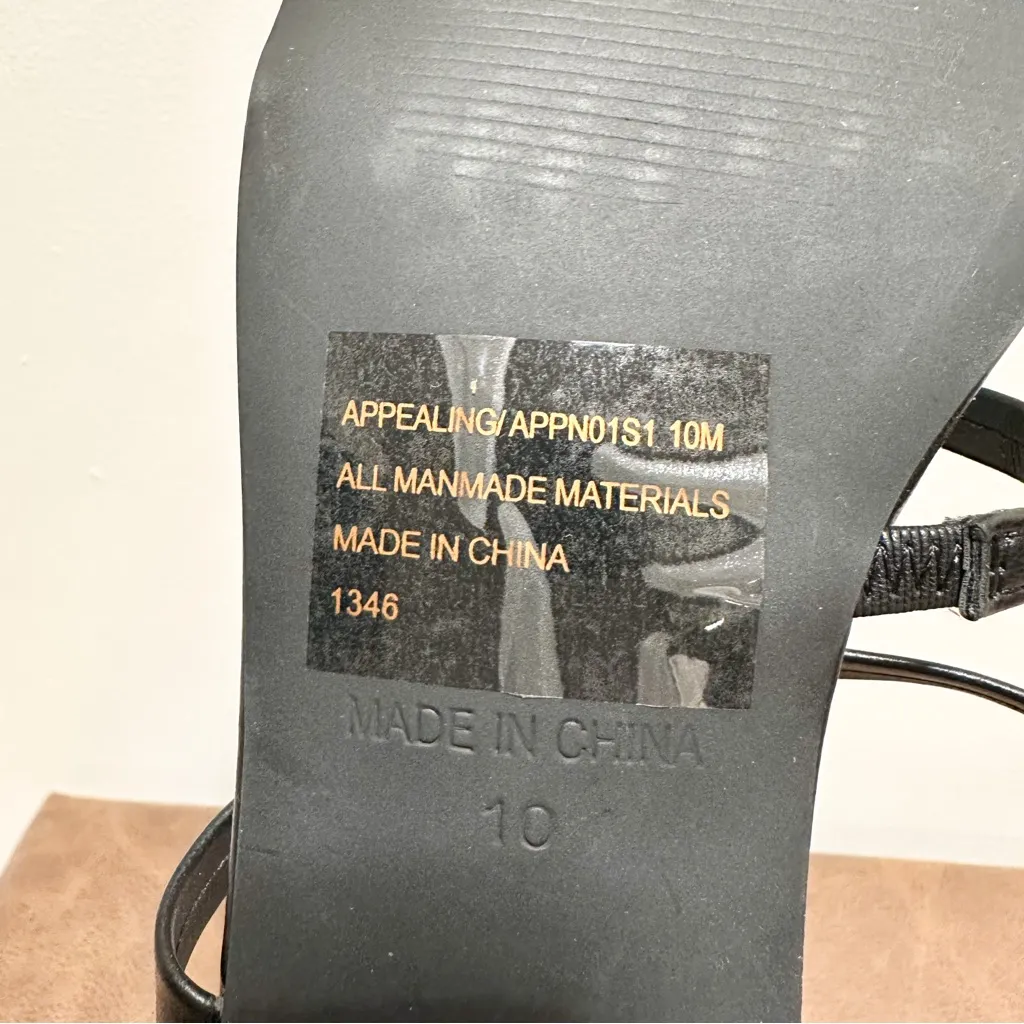 APPEALING/APPN01S1 10M
ALL MANMADE MATERIALS
MADE IN CHINA
1346
MADE IN CHINA
10